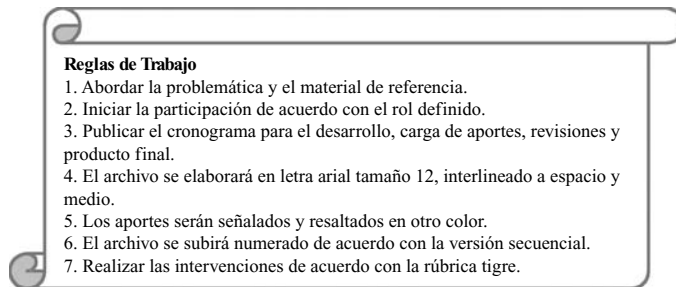 Reglas de Trabajo
1. Abordar la problemática y el material de referencia.
2. Iniciar la participación de acuerdo con el rol definido.
3. Publicar el cronograma para el desarrollo, carga de aportes, revisiones y
producto final.
4. El archivo se elaborará en letra arial tamaño 12, interlineado a espacio y
medio.
5. Los aportes serán señalados y resaltados en otro color.
6. El archivo se subirá numerado de acuerdo con la versión secuencial.
7. Realizar las intervenciones de acuerdo con la rúbrica tigre.